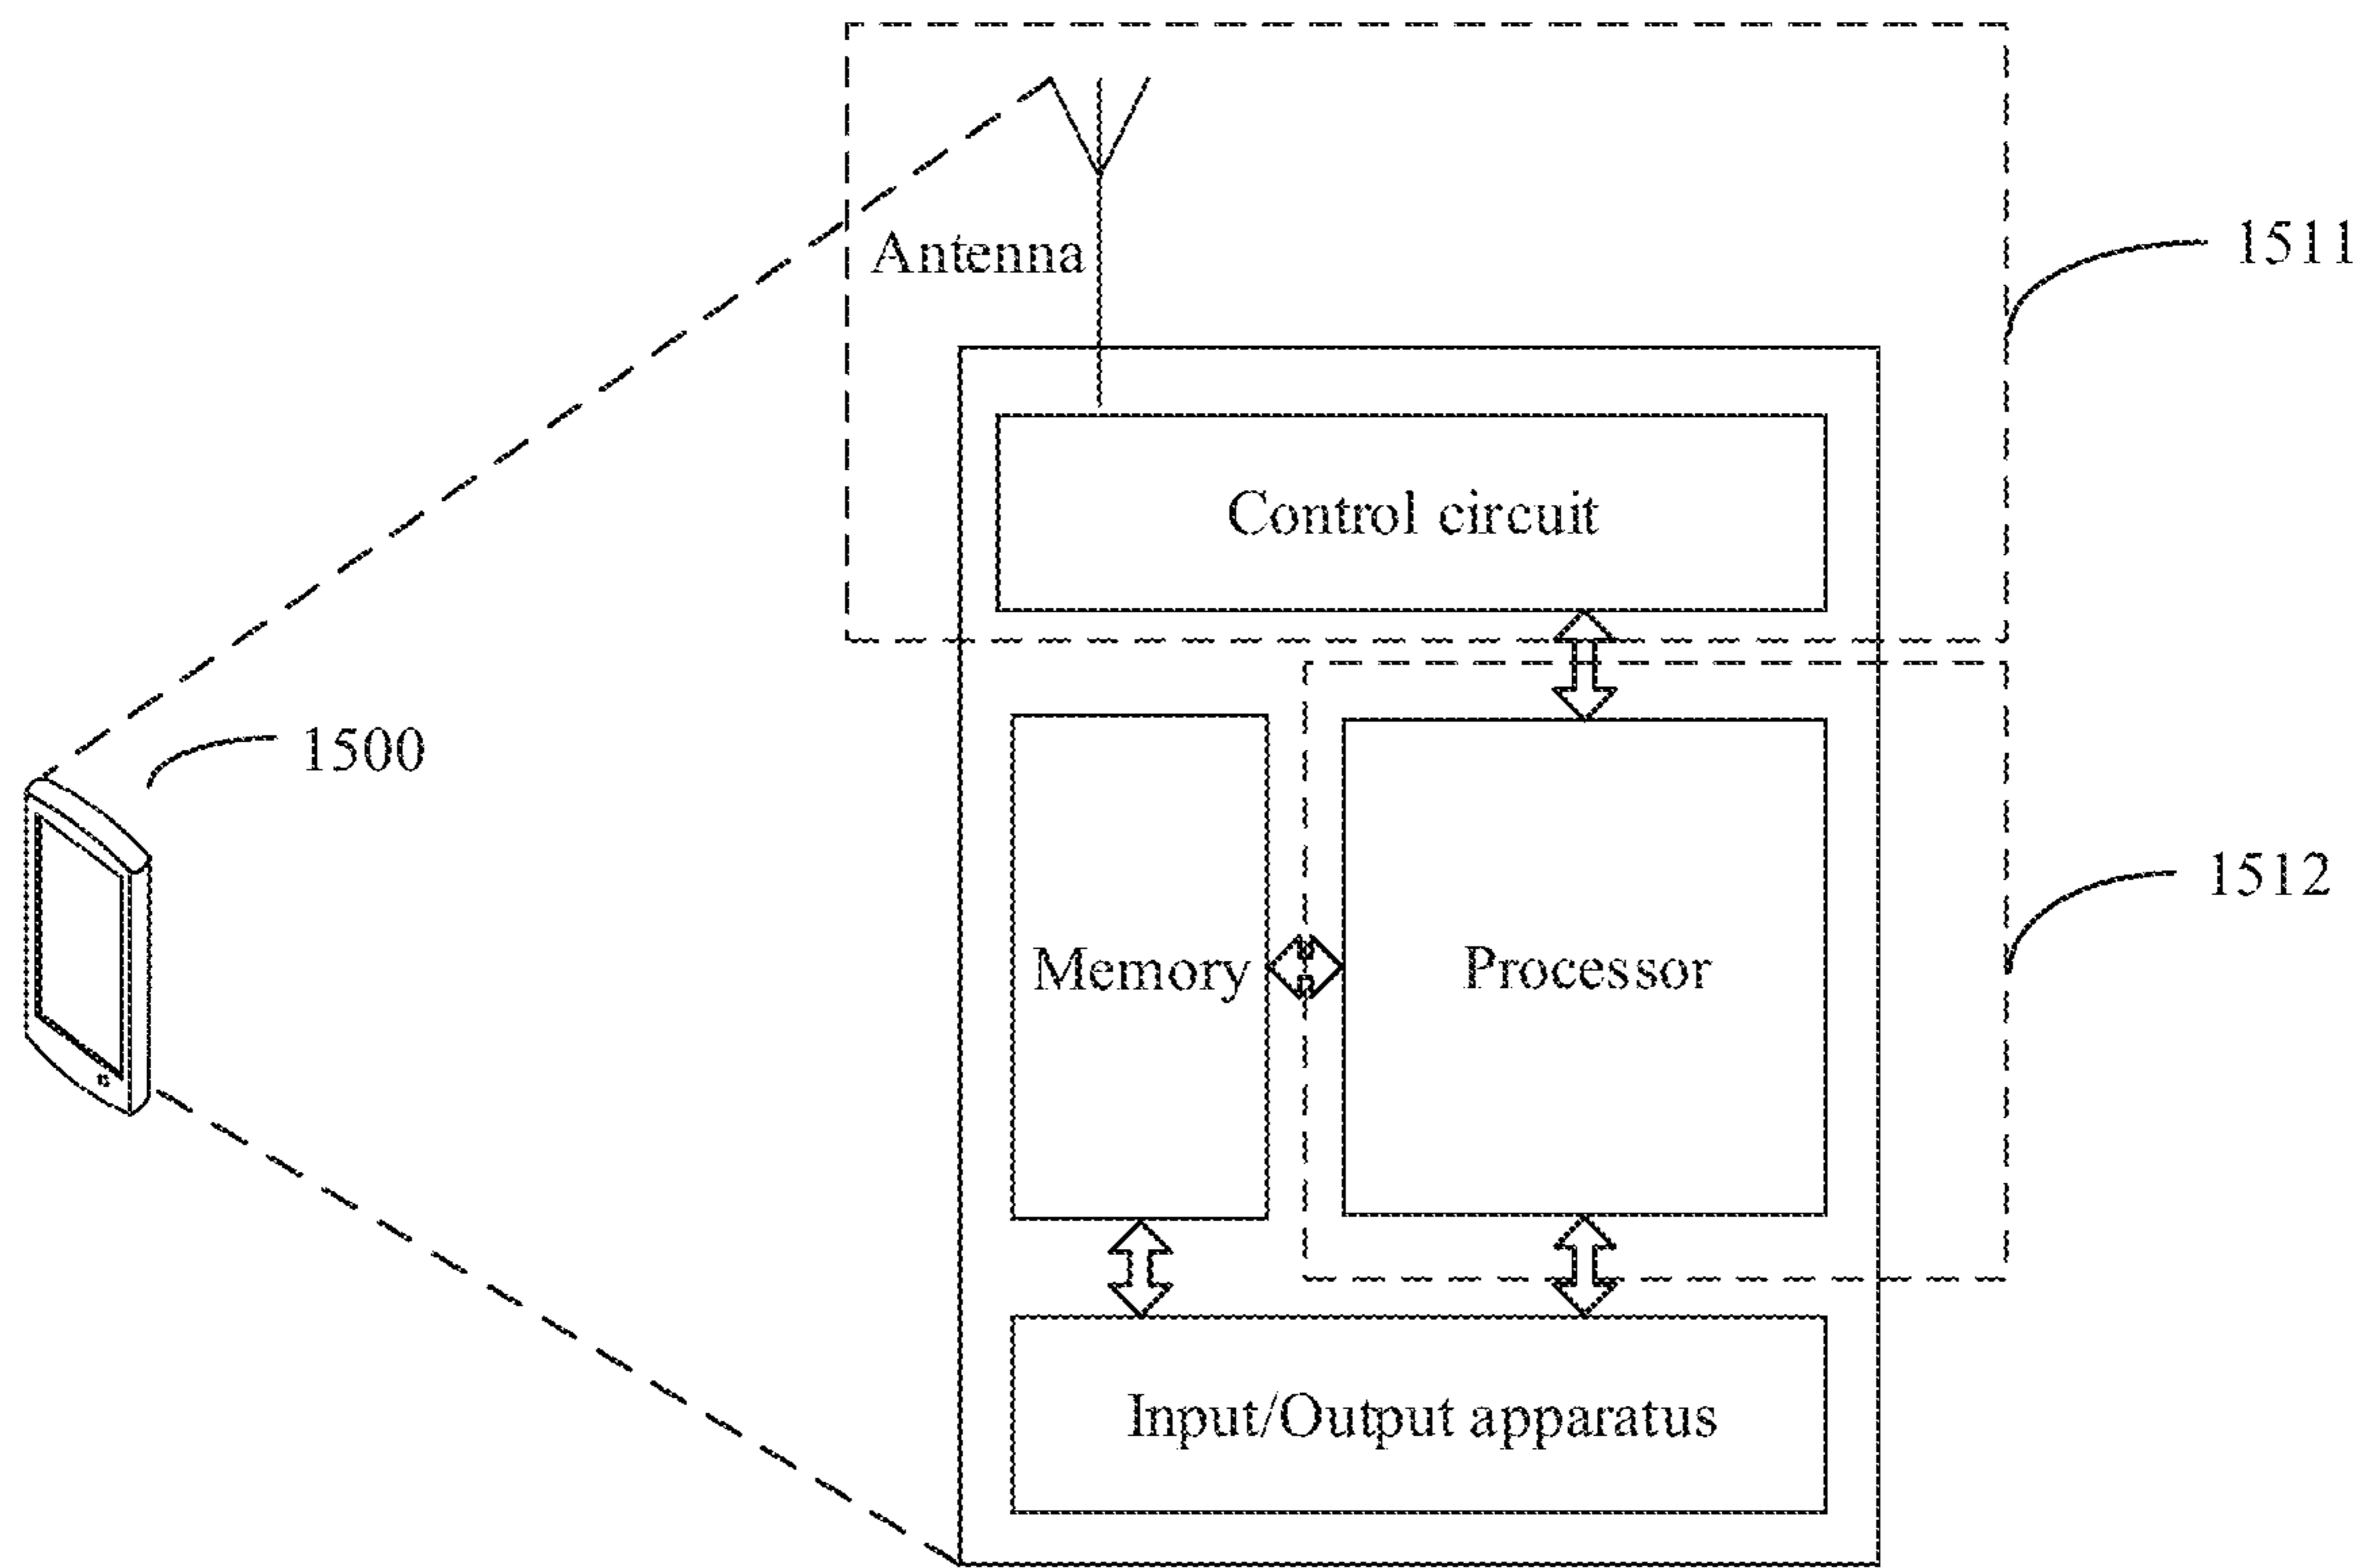 Antenna
1511
Control circuit
1500
1512
Memory
Processor
Input/Output apparatus